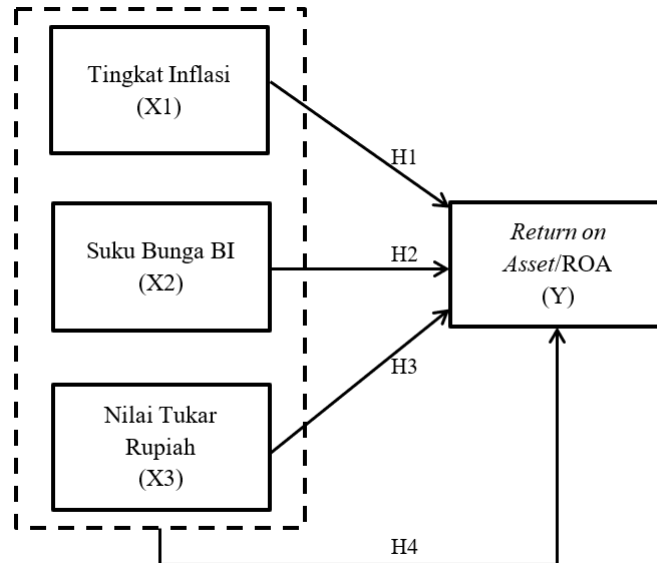 Tingkat Inflasi
(X1)
H1
Suku Bunga BI
(X2)
H2
Return on
Asset/ROA
(Y)
H3
Nilai Tukar
Rupiah
(X3)
H4